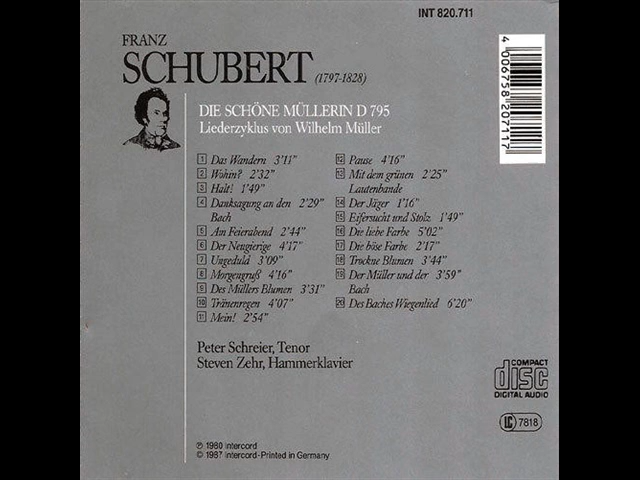 INT 820.711
FRANZ
SCHUBERT (1797-1828)
4 006758 207117
DIE SCHÖNE MÜLLERIN D 795
Liederzyklus von Wilhelm Müller
1 Das Wandern 3'11"
2 Wohin? 2'32"
3 Halt! 1'49"
4 Danksagung an den 2'29"
Bach
5 Am Feierabend 2'44"
6 Der Neugierige 4'17"
7 Ungeduld 3'09"
8 Morgengruß 4'16"
9 Des Müllers Blumen 3'31"
10 Tränenregen 4'07"
11 Mein! 2'54"
12 Pause 4'16"
13 Mit dem grünen 2'25"
Lautenbande
14 Der Jäger 1'16"
15 Eifersucht und Stolz 1'49"
16 Die liebe Farbe 5'02"
17 Die böse Farbe 2'17"
18 Trockne Blumen 3'44"
19 Der Müller und der 3'59"
Bach
20 Des Baches Wiegenlied 6'20"
Peter Schreier, Tenor
Steven Zehr, Hammerklavier
COMPACT
disc
DIGITAL AUDIO
LC 7818
℗ 1980 Intercord
© 1987 Intercord·Printed in Germany